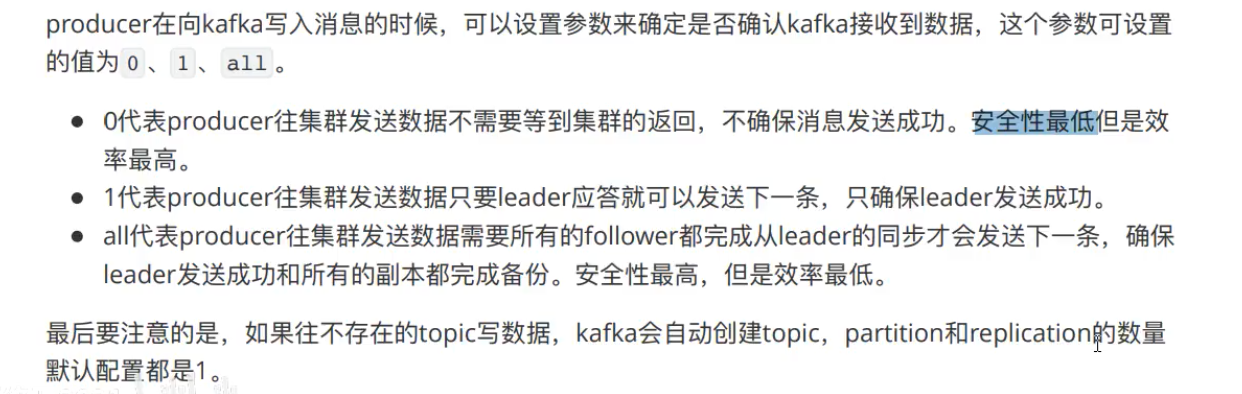 producer在向kafka写入消息的时候，可以设置参数来确定是否确认kafka接收到数据，这个参数可设置
的值为 0 、 1 、 all 。
● 0代表producer往集群发送数据不需要等到集群的返回，不确保消息发送成功。安全性最低但是效
率最高。
● 1代表producer往集群发送数据只要leader应答就可以发送下一条，只确保leader发送成功。
● all代表producer往集群发送数据需要所有的follower都完成从leader的同步才会发送下一条，确保
leader发送成功和所有的副本都完成备份。安全性最高，但是效率最低。
最后要注意的是，如果往不存在的topic写数据，kafka会自动创建topic，partition和replication的数量
默认配置都是1。